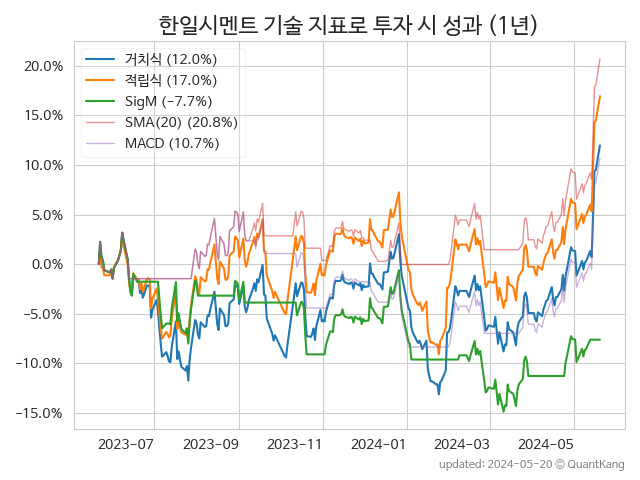 한일시멘트 기술 지표로 투자 시 성과 (1년)
거치식 (12.0%)
적립식 (17.0%)
SigM (-7.7%)
SMA(20) (20.8%)
MACD (10.7%)
20.0%
15.0%
10.0%
5.0%
0.0%
-5.0%
-10.0%
-15.0%
2023-07 2023-09 2023-11 2024-01 2024-03 2024-05
updated: 2024-05-20 © QuantKang